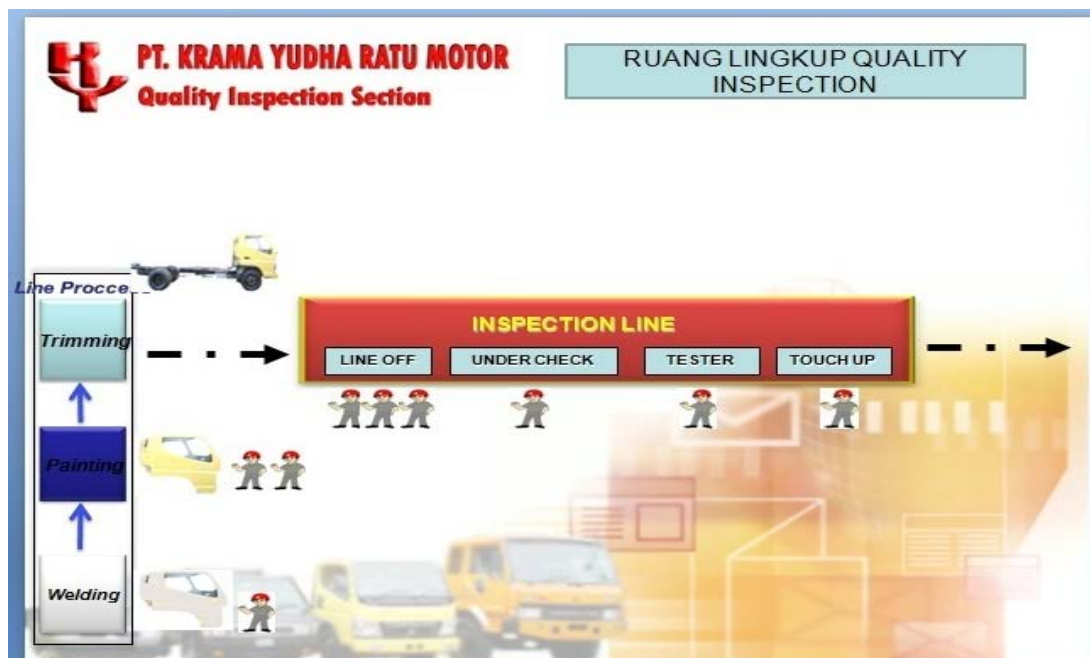 PT. KRAMA YUDHA RATU MOTOR
Quality Inspection Section
RUANG LINGKUP QUALITY
INSPECTION
Line Procce
Trimming
INSPECTION LINE
LINE OFF
UNDER CHECK
TESTER
TOUCH UP
Painting
Welding